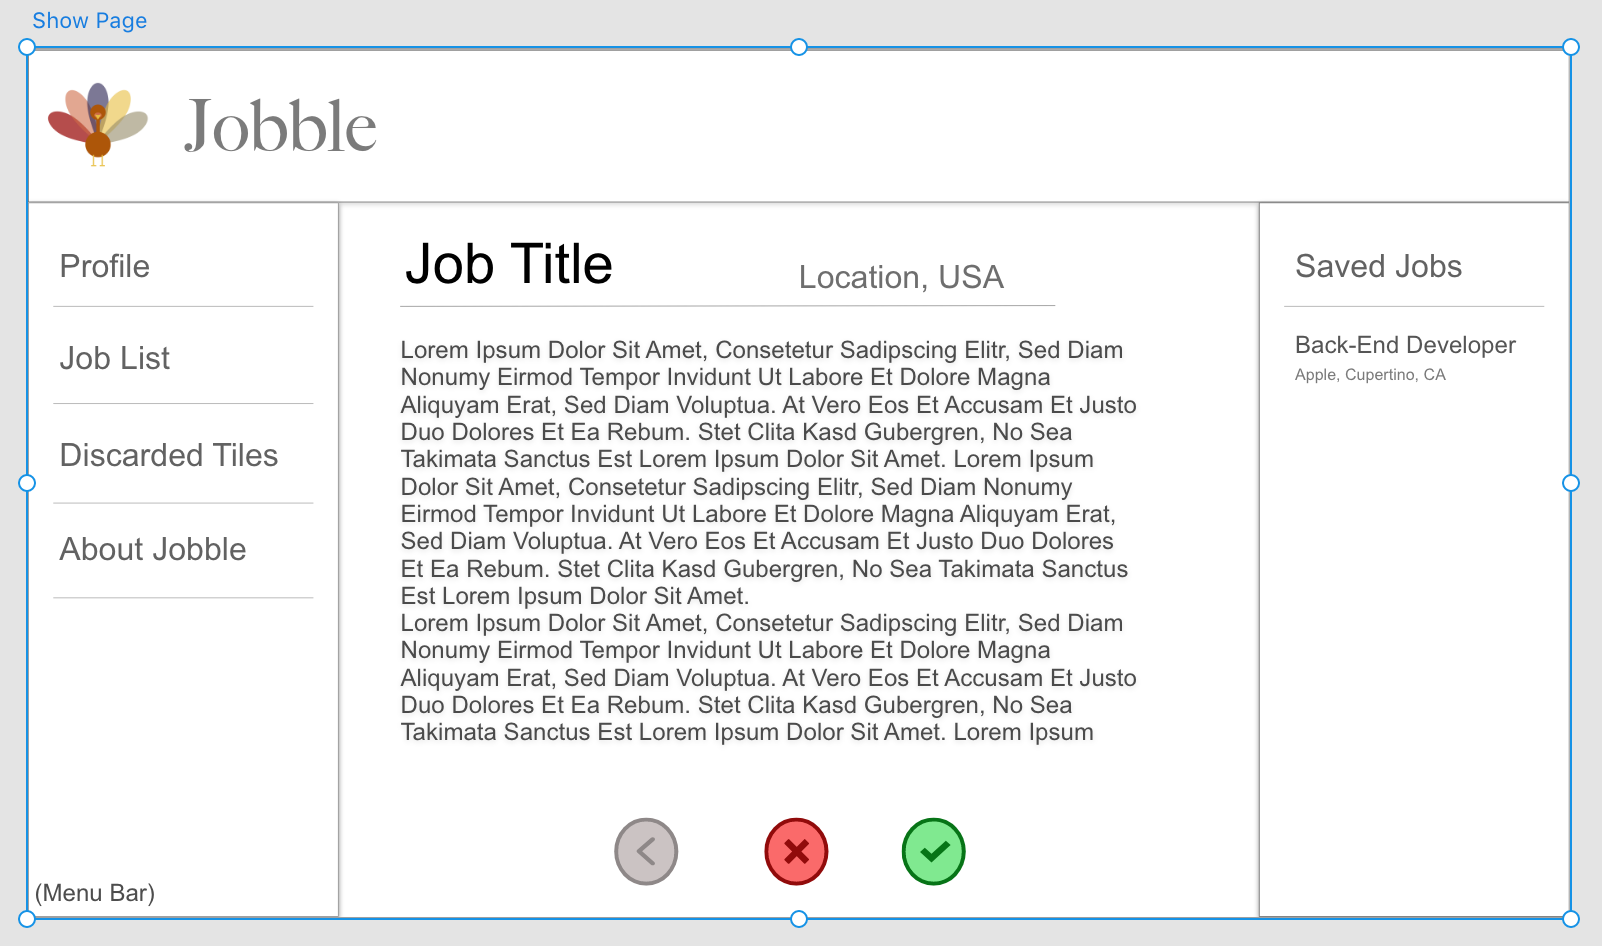 Show Page
Jobble
Profile
Job List
Discarded Tiles
About Jobble
(Menu Bar)
Job Title
Location, USA
Lorem Ipsum Dolor Sit Amet, Consetetur Sadipscing Elitr, Sed Diam
Nonumy Eirmod Tempor Invidunt Ut Labore Et Dolore Magna
Aliquyam Erat, Sed Diam Voluptua. At Vero Eos Et Accusam Et Justo
Duo Dolores Et Ea Rebum. Stet Clita Kasd Gubergren, No Sea
Takimata Sanctus Est Lorem Ipsum Dolor Sit Amet. Lorem Ipsum
Dolor Sit Amet, Consetetur Sadipscing Elitr, Sed Diam Nonumy
Eirmod Tempor Invidunt Ut Labore Et Dolore Magna Aliquyam Erat,
Sed Diam Voluptua. At Vero Eos Et Accusam Et Justo Duo Dolores
Et Ea Rebum. Stet Clita Kasd Gubergren, No Sea Takimata Sanctus
Est Lorem Ipsum Dolor Sit Amet.
Lorem Ipsum Dolor Sit Amet, Consetetur Sadipscing Elitr, Sed Diam
Nonumy Eirmod Tempor Invidunt Ut Labore Et Dolore Magna
Aliquyam Erat, Sed Diam Voluptua. At Vero Eos Et Accusam Et Justo
Duo Dolores Et Ea Rebum. Stet Clita Kasd Gubergren, No Sea
Takimata Sanctus Est Lorem Ipsum Dolor Sit Amet. Lorem Ipsum
Saved Jobs
Back-End Developer
Apple, Cupertino, CA